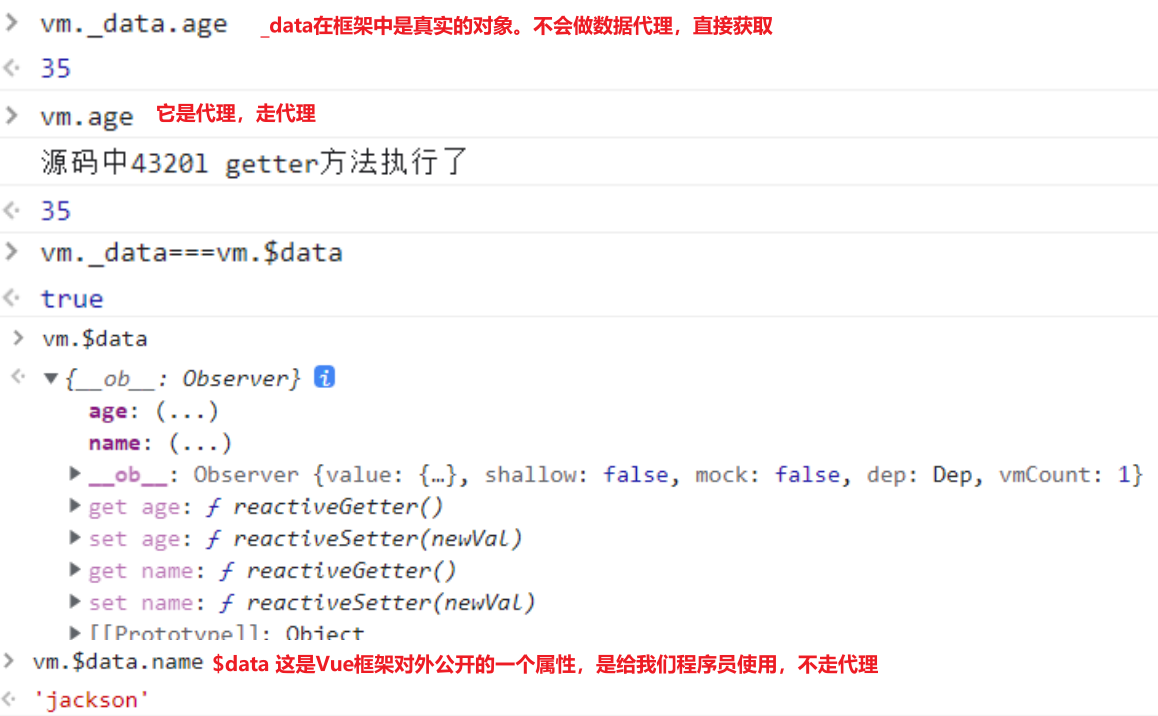 vm._data.age _data在框架中是真实的对象。不会做数据代理，直接获取
35
vm.age 它是代理，走代理
源码中4320l getter方法执行了
35
vm._data===vm.$data
true
vm.$data
{__ob__: Observer} i
age: (...)
name: (...)
__ob__: Observer {value: {…}, shallow: false, mock: false, dep: Dep, vmCount: 1}
get age: ƒ reactiveGetter()
set age: ƒ reactiveSetter(newVal)
get name: ƒ reactiveGetter()
set name: ƒ reactiveSetter(newVal)
[[Prototype]]: Object
vm.$data.name $data 这是Vue框架对外公开的一个属性，是给我们程序员使用，不走代理
'jackson'